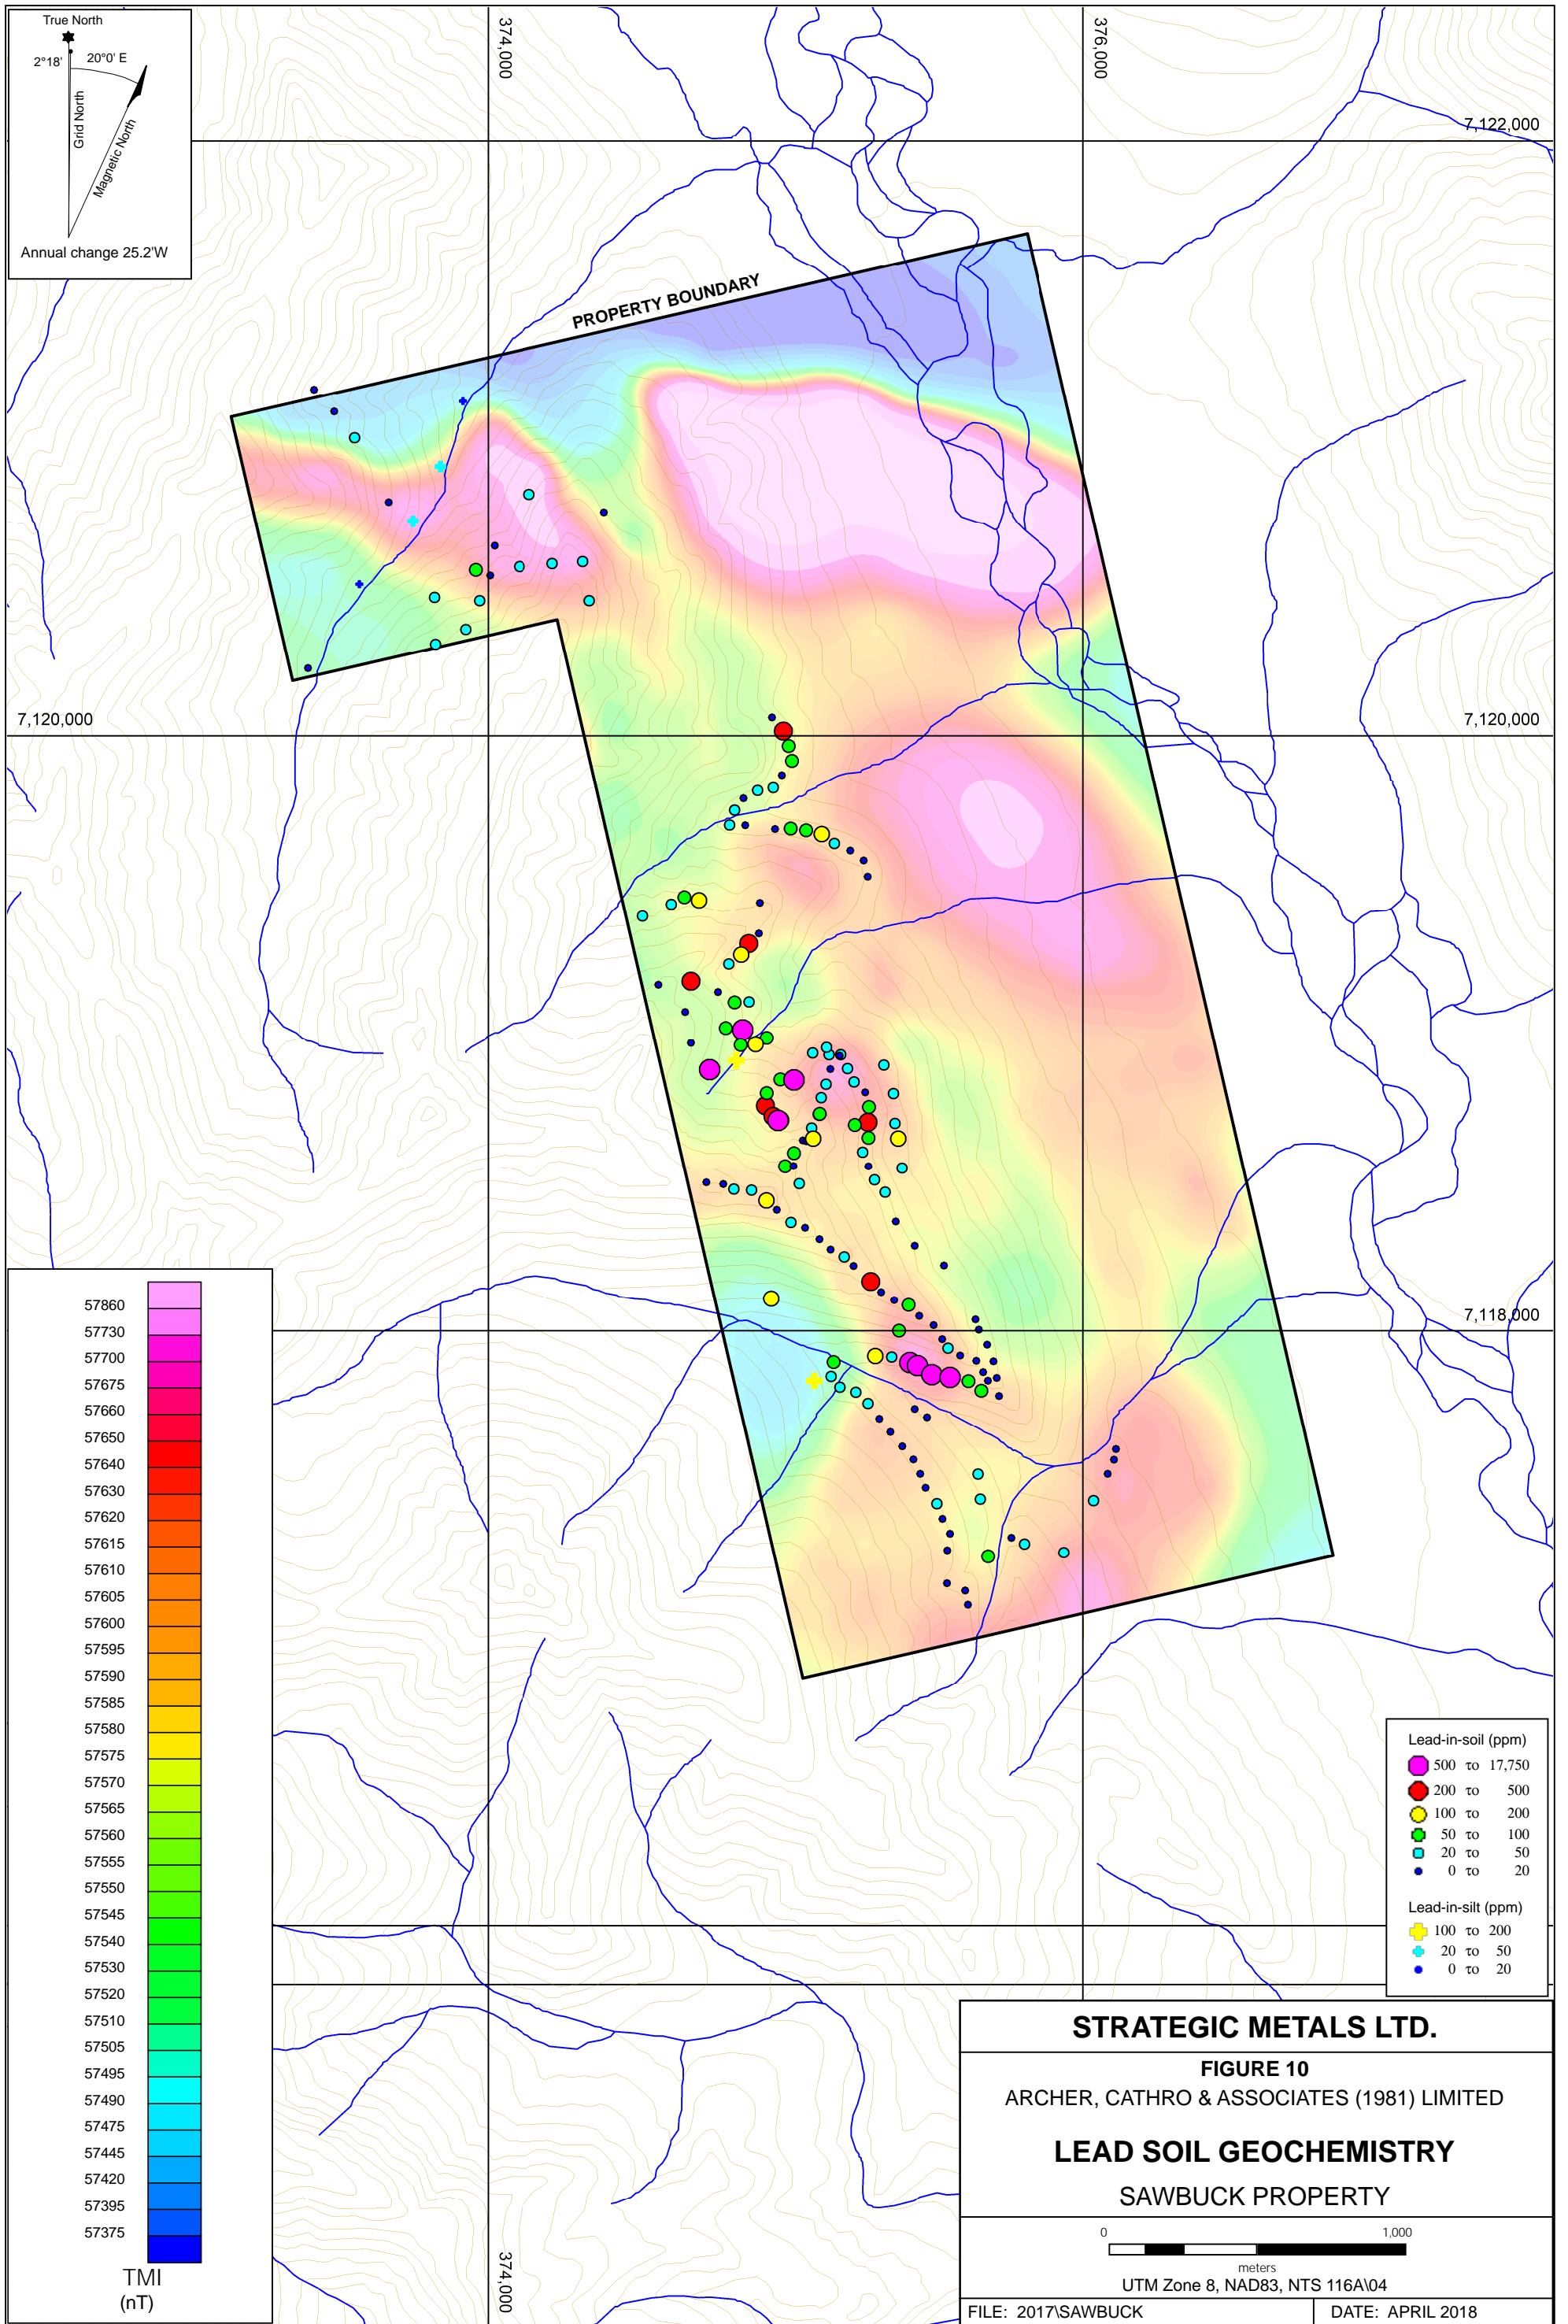 True North
2°18'
20°0' E
Grid North
Magnetic North
Annual change 25.2'W
374,000
376,000
7,122,000
PROPERTY BOUNDARY
7,120,000
7,120,000
7,118,000
57860
57730
57700
57675
57660
57650
57640
57630
57620
57615
57610
57605
57600
57595
57590
57585
57580
57575
57570
57565
57560
57555
57550
57545
57540
57530
57520
57510
57505
57495
57490
57475
57445
57420
57395
57375
TMI
(nT)
374,000
Lead-in-soil (ppm)
500 to 17,750
200 to 500
100 to 200
50 to 100
20 to 50
0 to 20
Lead-in-silt (ppm)
100 to 200
20 to 50
0 to 20
STRATEGIC METALS LTD.
FIGURE 10
ARCHER, CATHRO & ASSOCIATES (1981) LIMITED
LEAD SOIL GEOCHEMISTRY
SAWBUCK PROPERTY
0 1,000
meters
UTM Zone 8, NAD83, NTS 116A\04
FILE: 2017\SAWBUCK
DATE: APRIL 2018